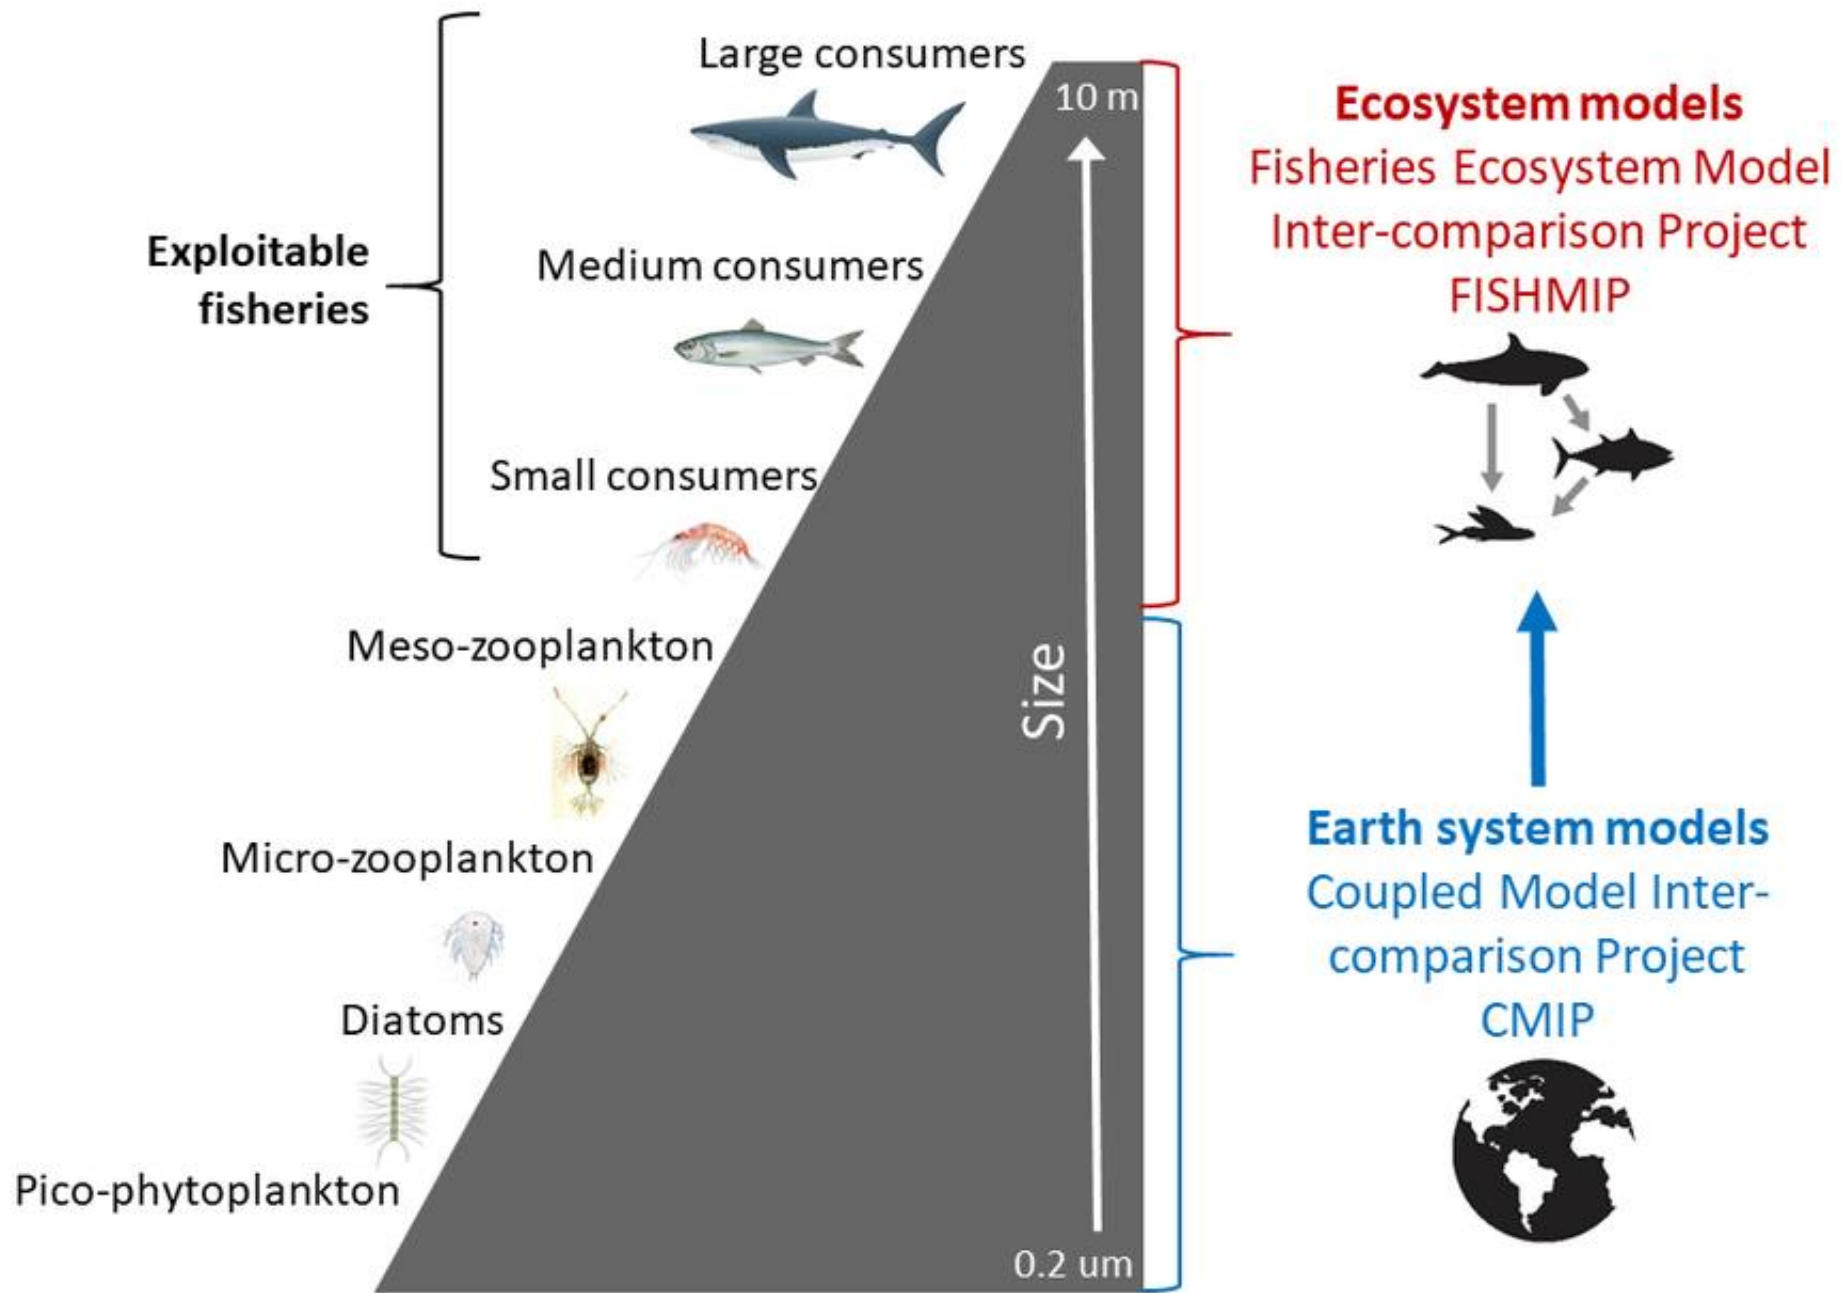 Large consumers
10 m
Exploitable
fisheries
Medium consumers
Small consumers
Meso-zooplankton
Micro-zooplankton
Diatoms
Pico-phytoplankton
Size
0.2 um
Ecosystem models
Fisheries Ecosystem Model
Inter-comparison Project
FISHMIP
Earth system models
Coupled Model Inter-
comparison Project
CMIP